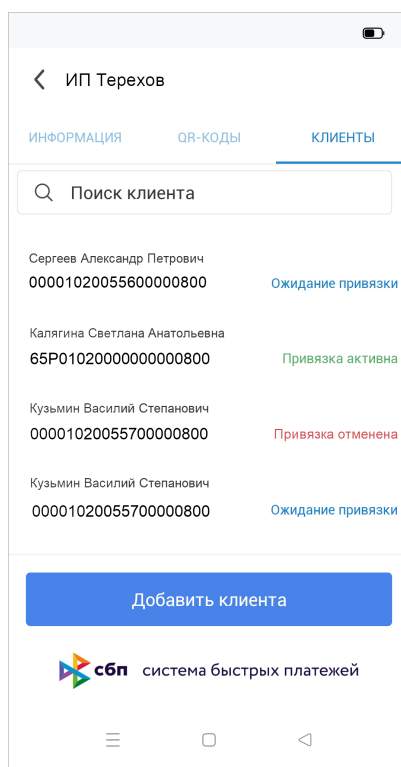 ИП Терехов
ИНФОРМАЦИЯ QR-КОДЫ КЛИЕНТЫ
Поиск клиента
Сергеев Александр Петрович
00001020055600000800 Ожидание привязки
Калягина Светлана Анатольевна
65P01020000000000800 Привязка активна
Кузьмин Василий Степанович
00001020055700000800 Привязка отменена
Кузьмин Василий Степанович
00001020055700000800 Ожидание привязки
Добавить клиента
сбп система быстрых платежей